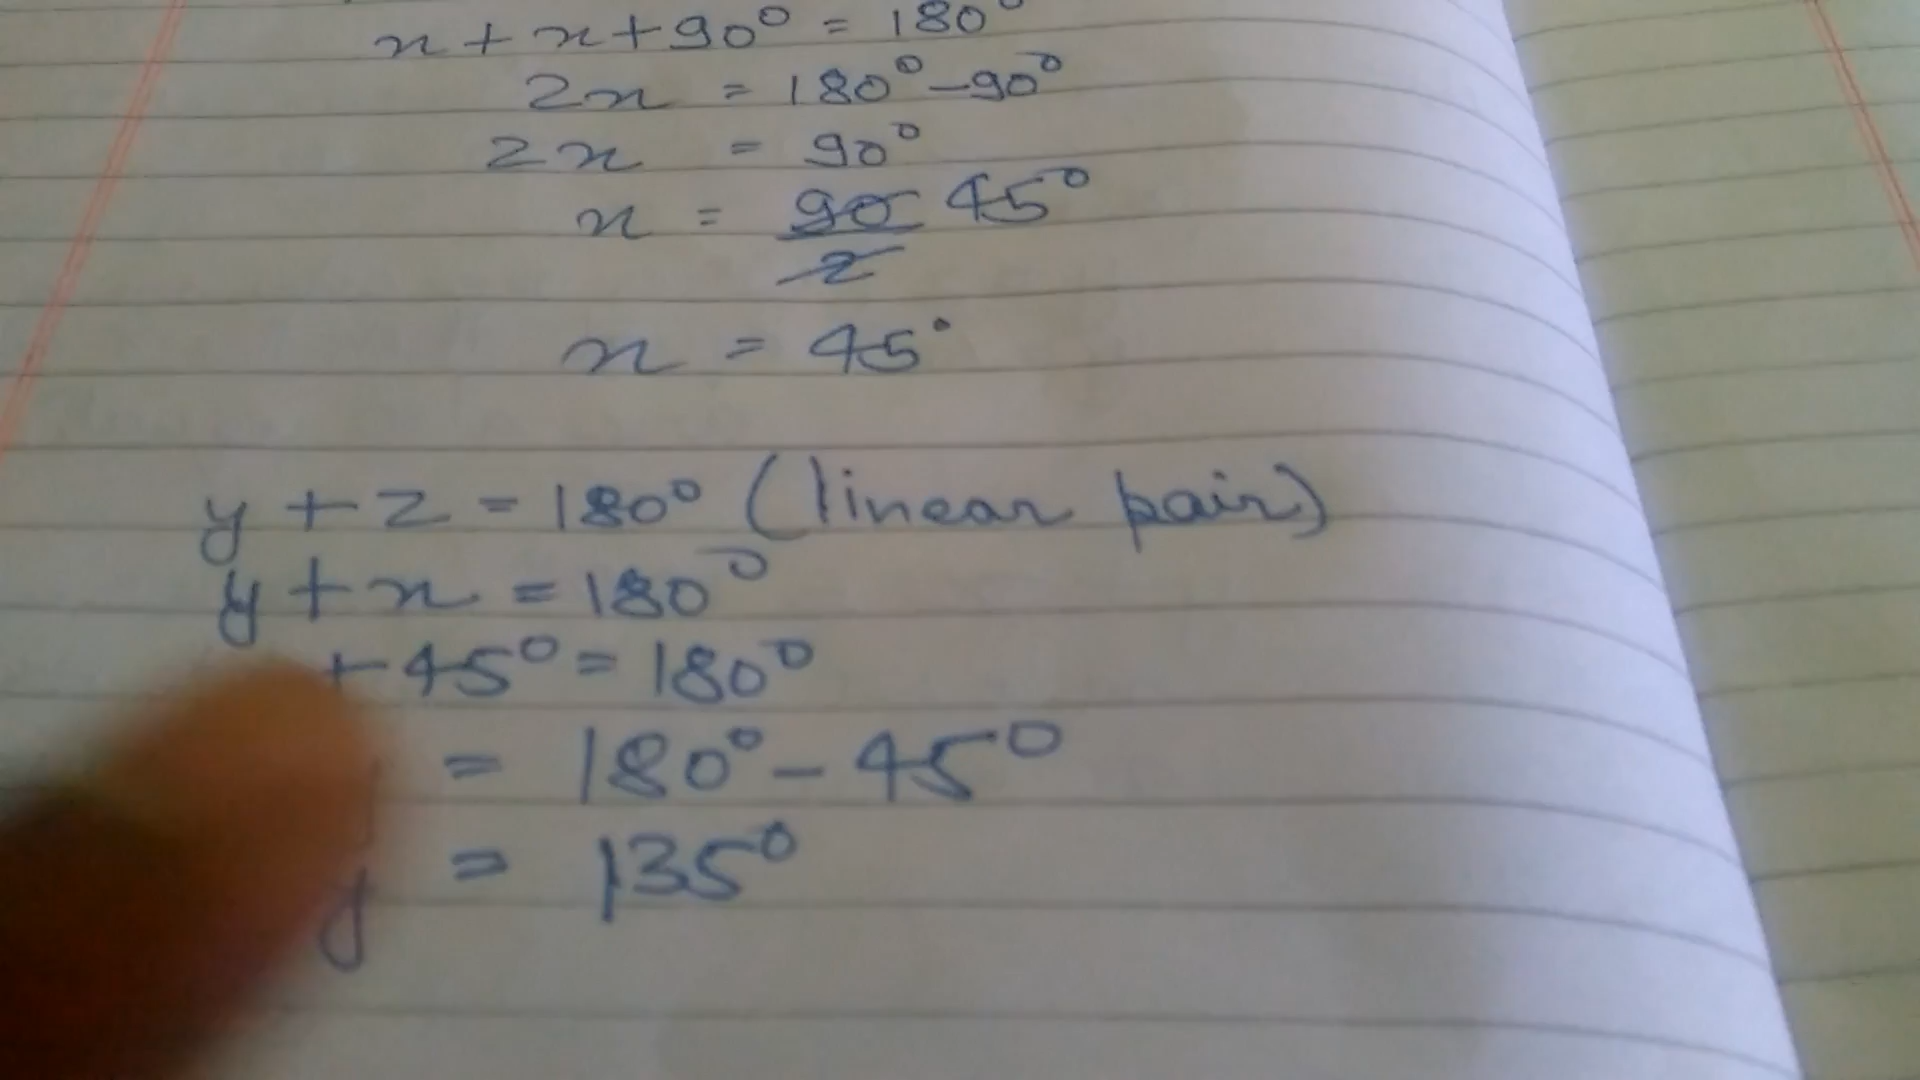 x + x + 90° = 180°
2x = 180° - 90°
2x = 90°
x = 90/2 45°
x = 45°
y + z = 180° (linear pair)
y + x = 180°
+ 45° = 180°
= 180° - 45°
y = 135°